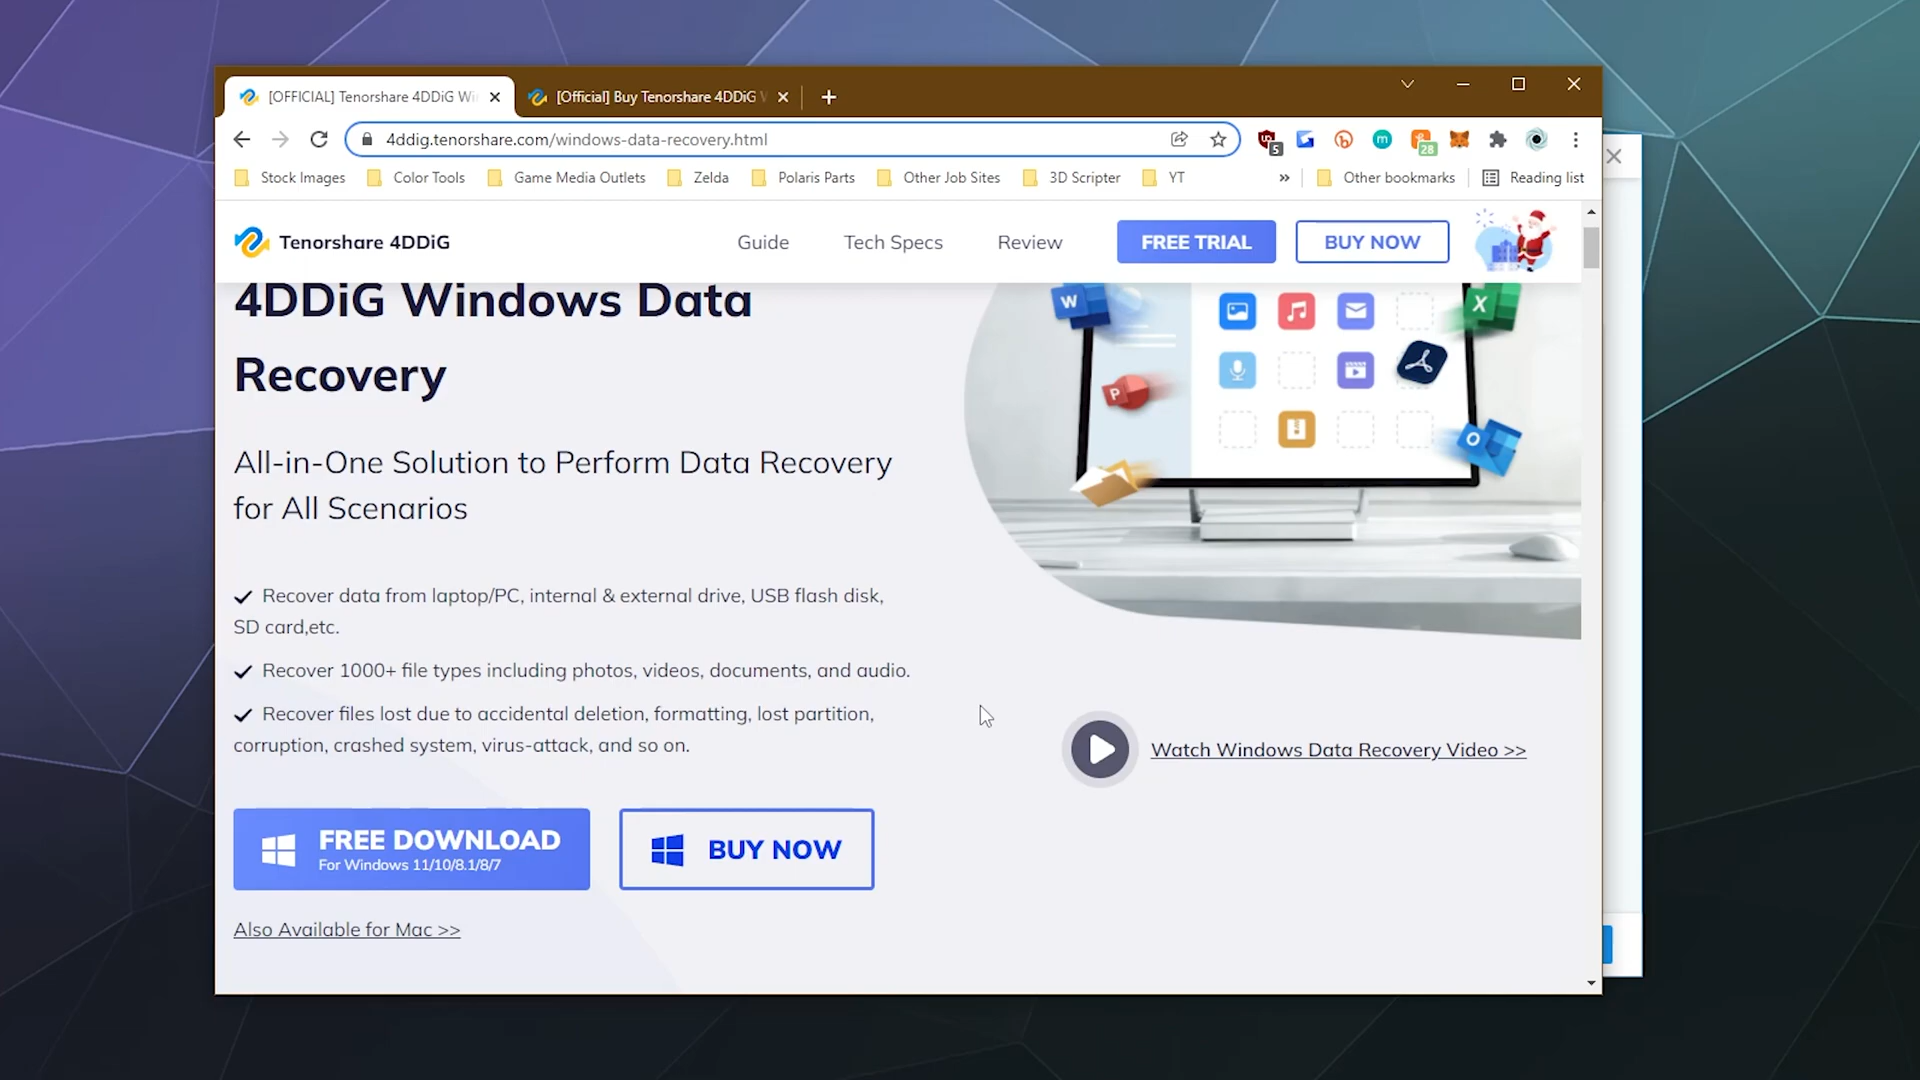 [OFFICIAL] Tenorshare 4DDiG Wi
[Official] Buy Tenorshare 4DDiG W
4ddig.tenorshare.com/windows-data-recovery.html
5
m
28
Stock Images
Color Tools
Game Media Outlets
Zelda
Polaris Parts
Other Job Sites
3D Scripter
YT
»
Other bookmarks
Reading list
Tenorshare 4DDiG
Guide
Tech Specs
Review
FREE TRIAL
BUY NOW
4DDiG Windows Data
Recovery
W
X
P
O
All-in-One Solution to Perform Data Recovery
for All Scenarios
Recover data from laptop/PC, internal & external drive, USB flash disk,
SD card,etc.
Recover 1000+ file types including photos, videos, documents, and audio.
Recover files lost due to accidental deletion, formatting, lost partition,
corruption, crashed system, virus-attack, and so on.
Watch Windows Data Recovery Video >>
FREE DOWNLOAD
For Windows 11/10/8.1/8/7
BUY NOW
Also Available for Mac >>